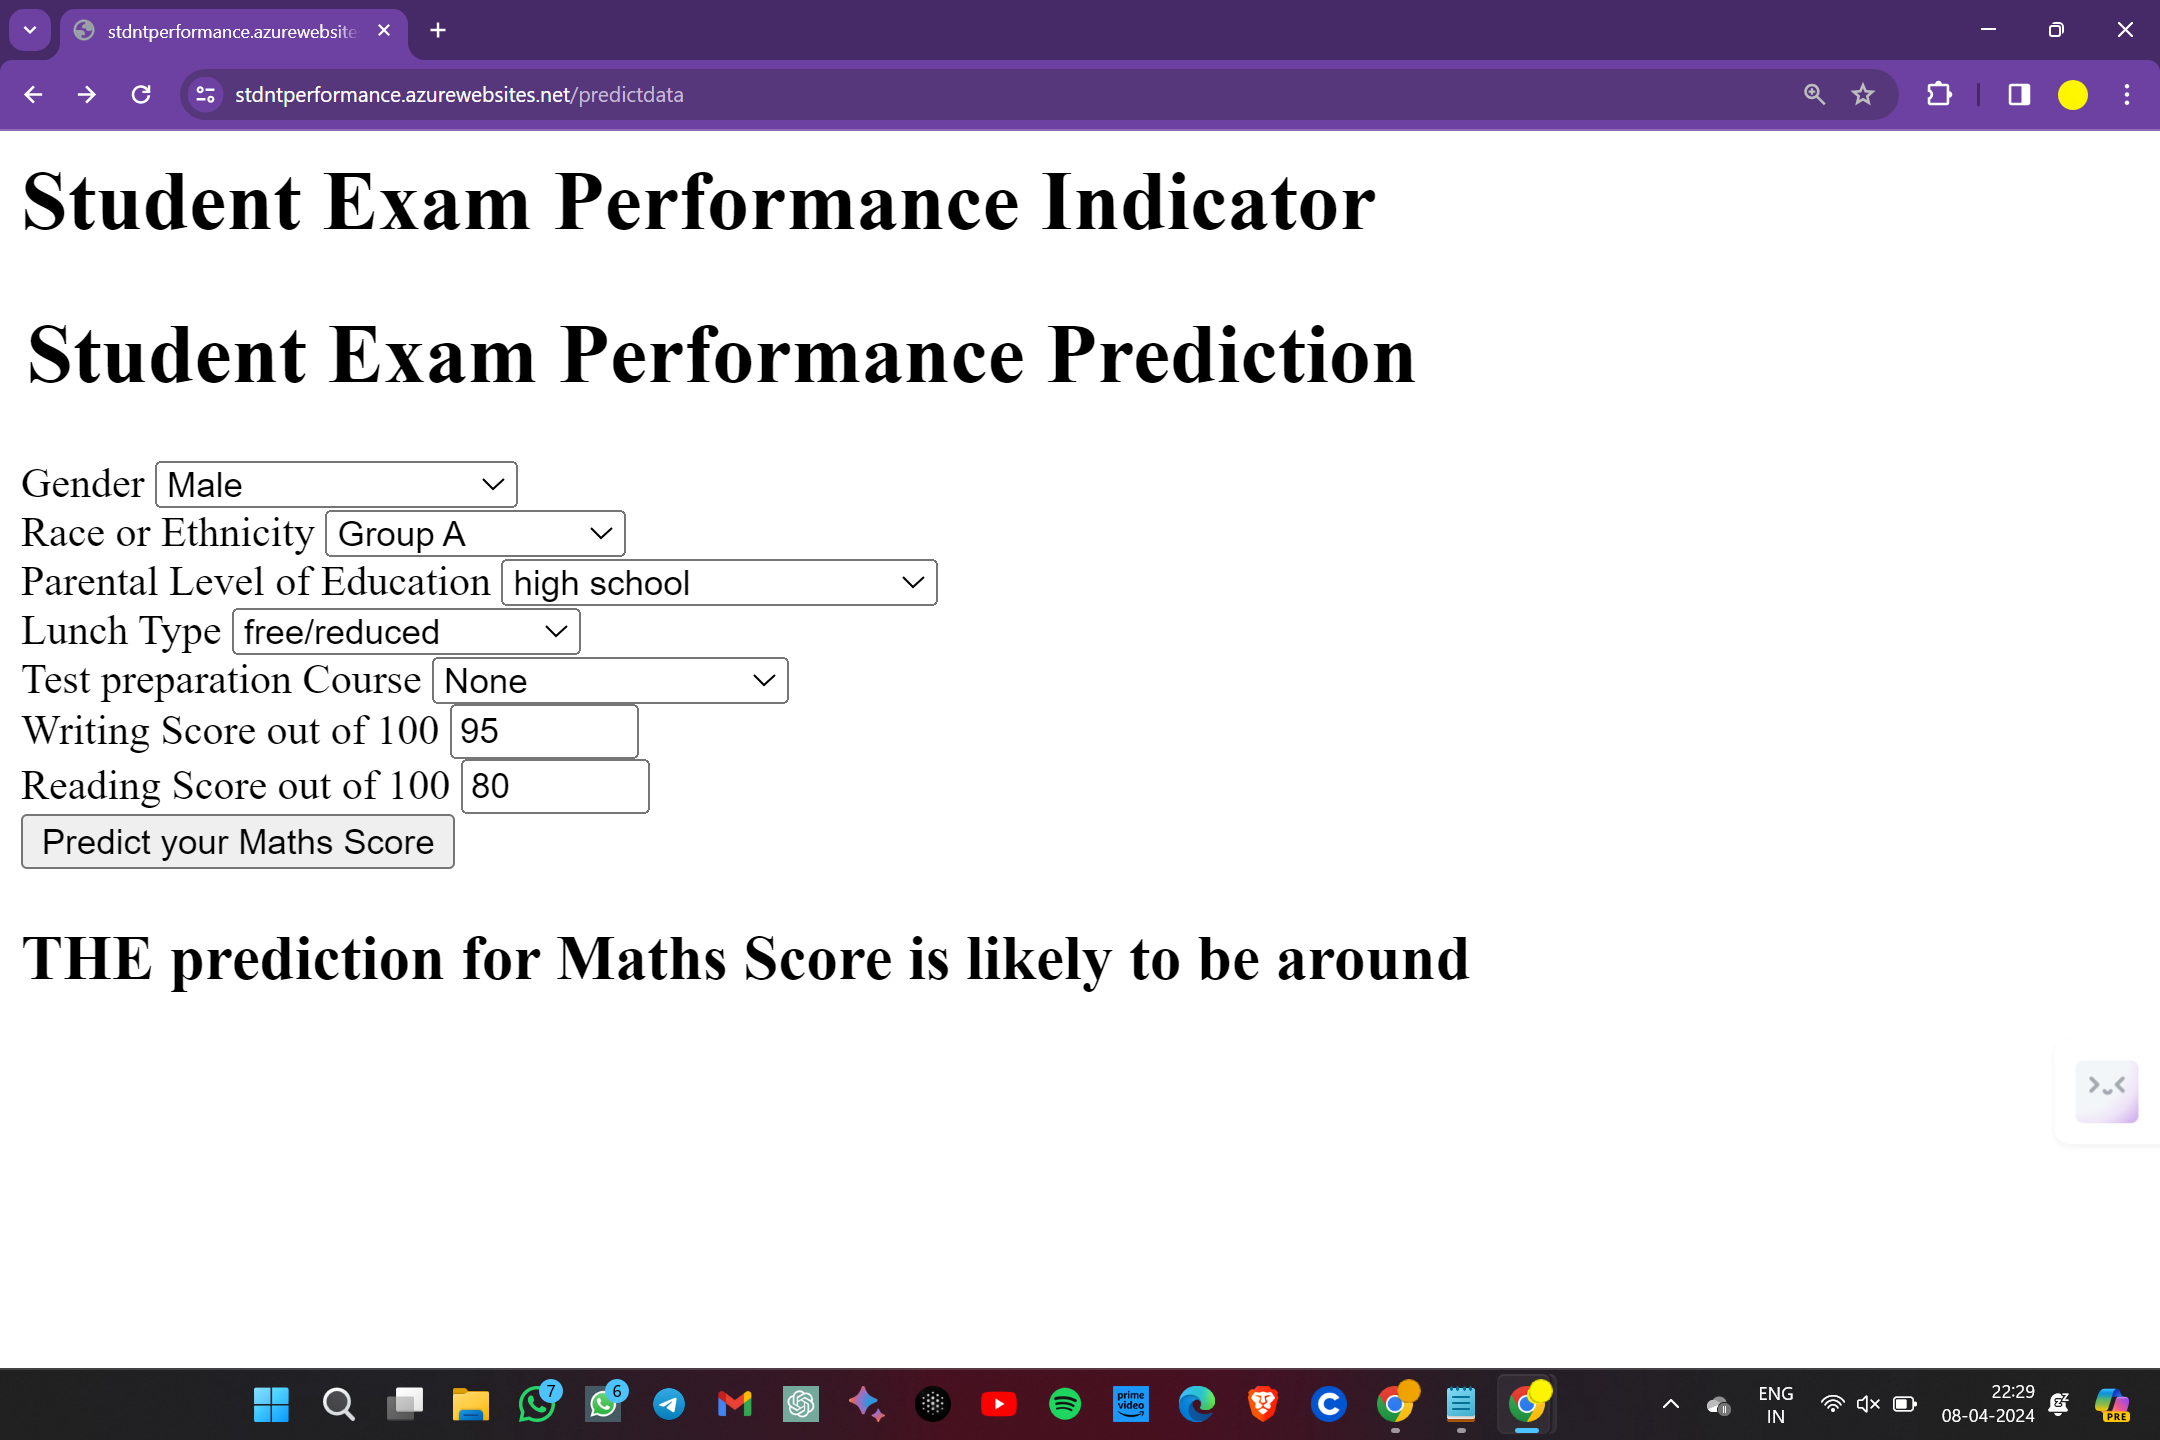 stdntperformance.azurewebsite
stdntperformance.azurewebsites.net/predictdata
Student Exam Performance Indicator
Student Exam Performance Prediction
Gender Male
Race or Ethnicity Group A
Parental Level of Education high school
Lunch Type free/reduced
Test preparation Course None
Writing Score out of 100 95
Reading Score out of 100 80
Predict your Maths Score
THE prediction for Maths Score is likely to be around
7
6
prime
video
ENG
IN
22:29
08-04-2024
PRE